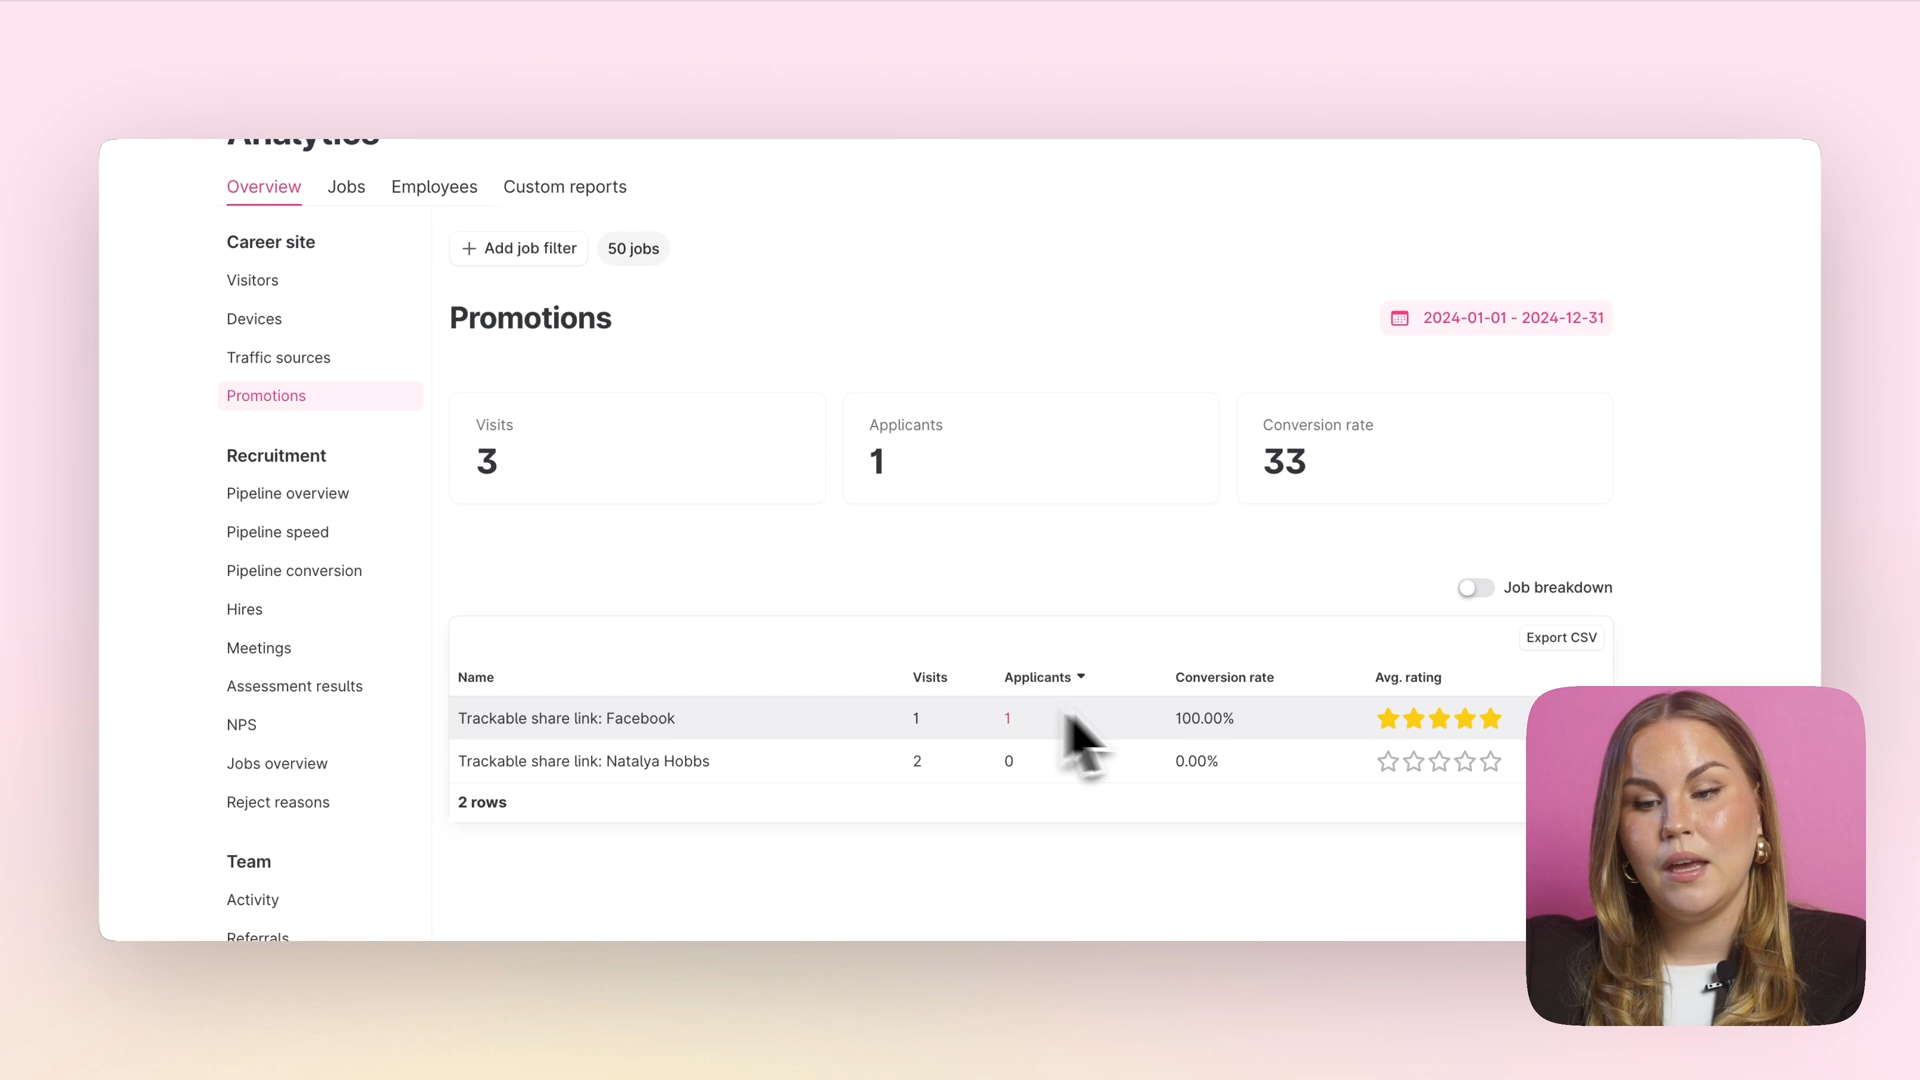 Analytics
Overview Jobs Employees Custom reports
Career site
Visitors
Devices
Traffic sources
Promotions
Recruitment
Pipeline overview
Pipeline speed
Pipeline conversion
Hires
Meetings
Assessment results
NPS
Jobs overview
Reject reasons
Team
Activity
Referrals
Add job filter 50 jobs
Promotions
2024-01-01 - 2024-12-31
Visits
3
Applicants
1
Conversion rate
33
Job breakdown
Export CSV
Name Visits Applicants Conversion rate Avg. rating
Trackable share link: Facebook 1 1 100.00%
Trackable share link: Natalya Hobbs 2 0 0.00%
2 rows